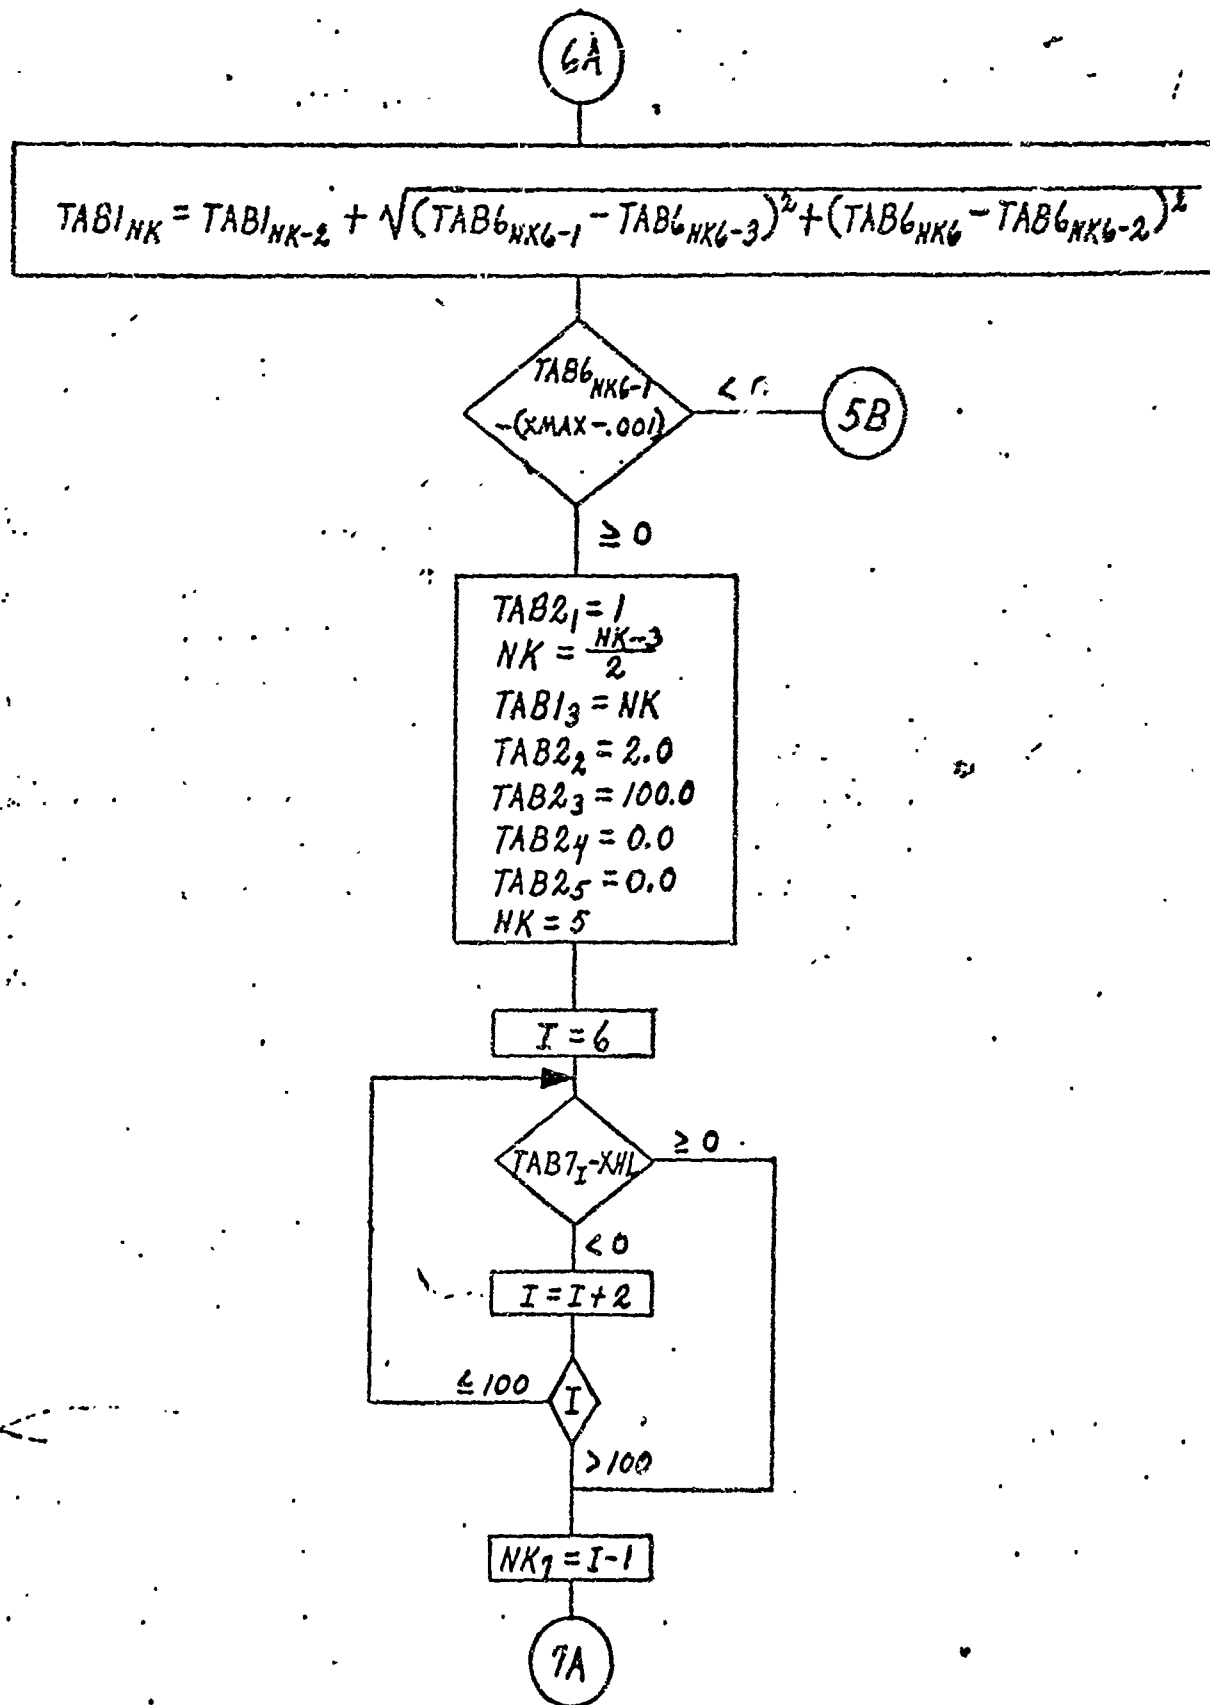 6A
TAB1NK = TAB1NK-2 + √(TAB6NK6-1 - TAB6NK6-3)² + (TAB6NK6 - TAB6NK6-2)²
TAB6NK6-1
-(XMAX-.001)
<
5B
≥ 0
TAB2₁ = 1
NK = NK-3
2
TAB1₃ = NK
TAB2₂ = 2.0
TAB2₃ = 100.0
TAB2₄ = 0.0
TAB2₅ = 0.0
NK = 5
I = 6
≥ 0
TAB7I-XNL
< 0
I = I + 2
≤ 100
I
> 100
NK7 = I-1
7A